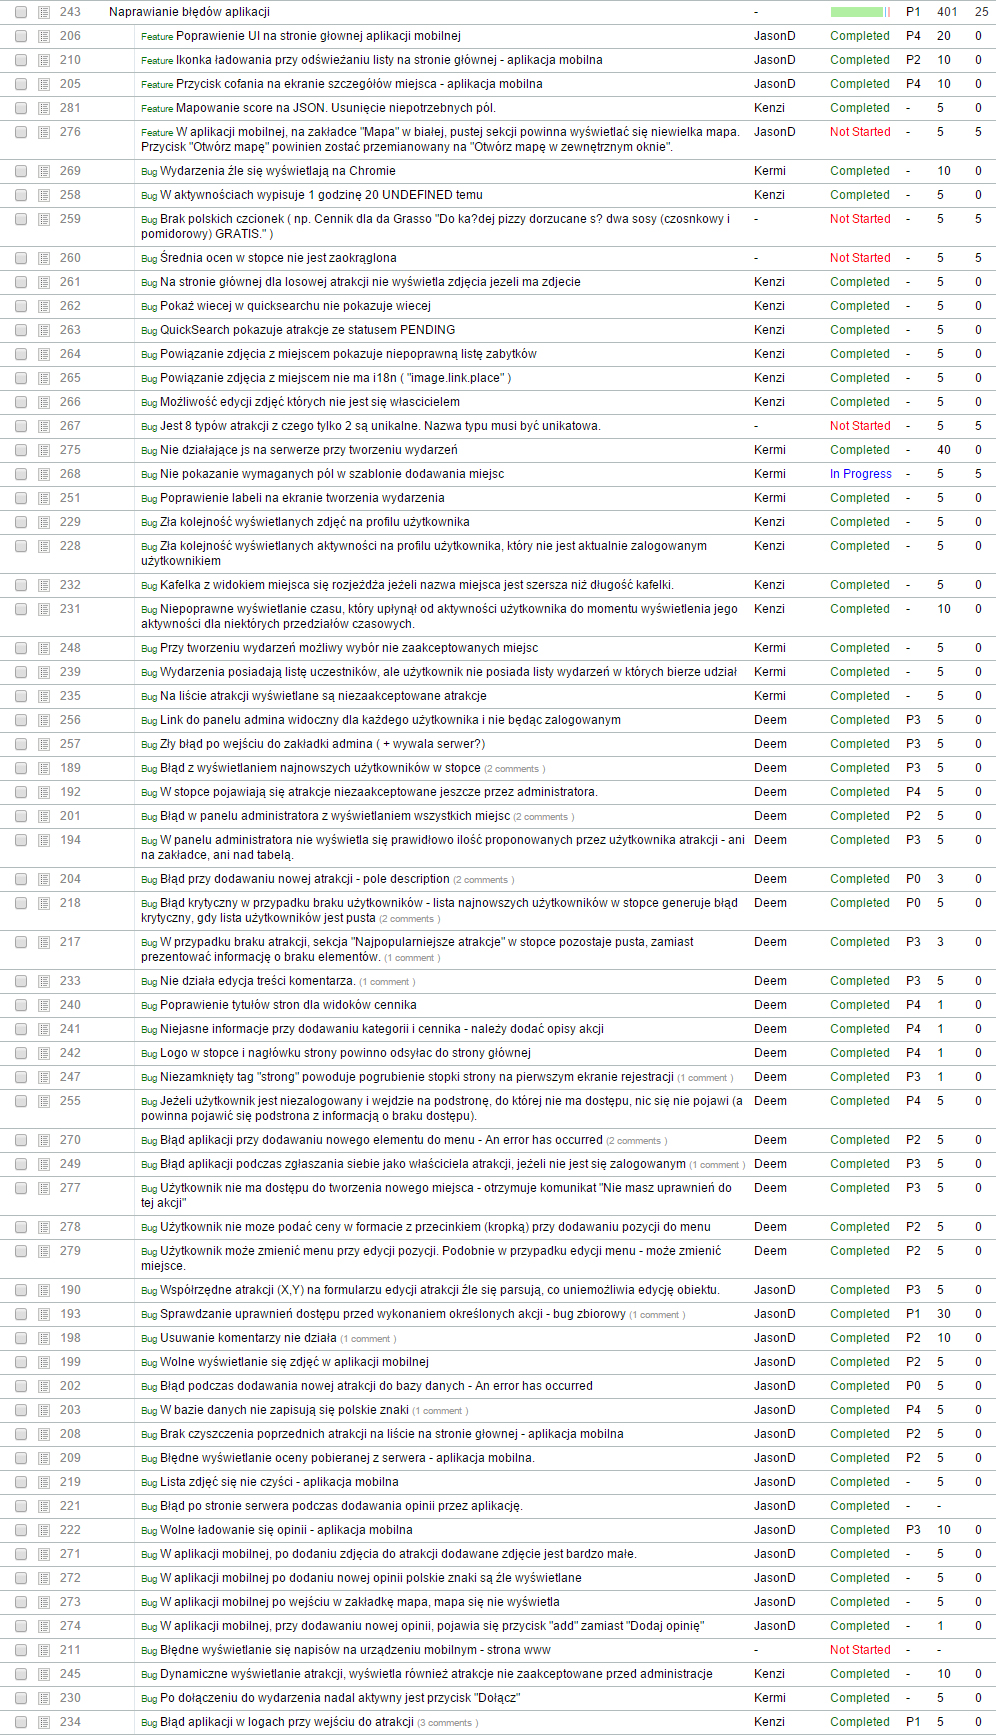 243 Naprawianie błędów aplikacji - P1 401 25
206 Feature Poprawienie UI na stronie głownej aplikacji mobilnej JasonD Completed P4 20 0
210 Feature Ikonka ładowania przy odświeżaniu listy na stronie głównej - aplikacja mobilna JasonD Completed P2 10 0
205 Feature Przycisk cofania na ekranie szczegółów miejsca - aplikacja mobilna JasonD Completed P4 10 0
281 Feature Mapowanie score na JSON. Usunięcie niepotrzebnych pól. Kenzi Completed - 5 0
276 Feature W aplikacji mobilnej, na zakładce "Mapa" w białej, pustej sekcji powinna wyświetlać się niewielka mapa. JasonD Not Started - 5 5
Przycisk "Otwórz mapę" powinien zostać przemianowany na "Otwórz mapę w zewnętrznym oknie".
269 Bug Wydarzenia źle się wyświetlają na Chromie Kermi Completed - 10 0
258 Bug W aktywnościach wypisuje 1 godzinę 20 UNDEFINED temu Kenzi Completed - 5 0
259 Bug Brak polskich czcionek ( np. Cennik dla da Grasso "Do ka?dej pizzy dorzucane s? dwa sosy (czosnkowy i - Not Started - 5 5
pomidorowy) GRATIS." )
260 Bug Średnia ocen w stopce nie jest zaokrąglona - Not Started - 5 5
261 Bug Na stronie głównej dla losowej atrakcji nie wyświetla zdjęcia jezeli ma zdjecie Kenzi Completed - 5 0
262 Bug Pokaż wiecej w quicksearchu nie pokazuje wiecej Kenzi Completed - 5 0
263 Bug QuickSearch pokazuje atrakcje ze statusem PENDING Kenzi Completed - 5 0
264 Bug Powiązanie zdjęcia z miejscem pokazuje niepoprawną listę zabytków Kenzi Completed - 5 0
265 Bug Powiązanie zdjęcia z miejscem nie ma i18n ( "image.link.place" ) Kenzi Completed - 5 0
266 Bug Możliwość edycji zdjęć których nie jest się włascicielem Kenzi Completed - 5 0
267 Bug Jest 8 typów atrakcji z czego tylko 2 są unikalne. Nazwa typu musi być unikatowa. - Not Started - 5 5
275 Bug Nie działające js na serwerze przy tworzeniu wydarzeń Kermi Completed - 40 0
268 Bug Nie pokazanie wymaganych pól w szablonie dodawania miejsc Kermi In Progress - 5 5
251 Bug Poprawienie labeli na ekranie tworzenia wydarzenia Kermi Completed - 5 0
229 Bug Zła kolejność wyświetlanych zdjęć na profilu użytkownika Kenzi Completed - 5 0
228 Bug Zła kolejność wyświetlanych aktywności na profilu użytkownika, który nie jest aktualnie zalogowanym Kenzi Completed - 5 0
użytkownikiem
232 Bug Kafelka z widokiem miejsca się rozjeżdża jeżeli nazwa miejsca jest szersza niż długość kafelki. Kenzi Completed - 5 0
231 Bug Niepoprawne wyświetlanie czasu, który upłynął od aktywności użytkownika do momentu wyświetlenia jego Kenzi Completed - 10 0
aktywności dla niektórych przedziałów czasowych.
248 Bug Przy tworzeniu wydarzeń możliwy wybór nie zaakceptowanych miejsc Kermi Completed - 5 0
239 Bug Wydarzenia posiadają listę uczestników, ale użytkownik nie posiada listy wydarzeń w których bierze udział Kermi Completed - 5 0
235 Bug Na liście atrakcji wyświetlane są niezaakceptowane atrakcje Kermi Completed - 5 0
256 Bug Link do panelu admina widoczny dla każdego użytkownika i nie będąc zalogowanym Deem Completed P3 5 0
257 Bug Zły błąd po wejściu do zakładki admina ( + wywala serwer?) Deem Completed P3 5 0
189 Bug Błąd z wyświetlaniem najnowszych użytkowników w stopce (2 comments ) Deem Completed P3 5 0
192 Bug W stopce pojawiają się atrakcje niezaakceptowane jeszcze przez administratora. Deem Completed P4 5 0
201 Bug Błąd w panelu administratora z wyświetlaniem wszystkich miejsc (2 comments ) Deem Completed P2 5 0
194 Bug W panelu administratora nie wyświetla się prawidłowo ilość proponowanych przez użytkownika atrakcji - ani Deem Completed P3 5 0
na zakładce, ani nad tabelą.
204 Bug Błąd przy dodawaniu nowej atrakcji - pole description (2 comments ) Deem Completed P0 3 0
218 Bug Błąd krytyczny w przypadku braku użytkowników - lista najnowszych użytkowników w stopce generuje błąd Deem Completed P0 5 0
krytyczny, gdy lista użytkowników jest pusta (2 comments )
217 Bug W przypadku braku atrakcji, sekcja "Najpopularniejsze atrakcje" w stopce pozostaje pusta, zamiast Deem Completed P3 3 0
prezentować informację o braku elementów. (1 comment )
233 Bug Nie działa edycja treści komentarza. (1 comment ) Deem Completed P3 5 0
240 Bug Poprawienie tytułów stron dla widoków cennika Deem Completed P4 1 0
241 Bug Niejasne informacje przy dodawaniu kategorii i cennika - należy dodać opisy akcji Deem Completed P4 1 0
242 Bug Logo w stopce i nagłówku strony powinno odsyłac do strony głównej Deem Completed P4 1 0
247 Bug Niezamknięty tag "strong" powoduje pogrubienie stopki strony na pierwszym ekranie rejestracji (1 comment ) Deem Completed P3 1 0
255 Bug Jeżeli użytkownik jest niezalogowany i wejdzie na podstronę, do której nie ma dostępu, nic się nie pojawi (a Deem Completed P4 5 0
powinna pojawić się podstrona z informacją o braku dostępu).
270 Bug Błąd aplikacji przy dodawaniu nowego elementu do menu - An error has occurred (2 comments ) Deem Completed P2 5 0
249 Bug Błąd aplikacji podczas zgłaszania siebie jako właściciela atrakcji, jeżeli nie jest się zalogowanym (1 comment ) Deem Completed P3 5 0
277 Bug Użytkownik nie ma dostępu do tworzenia nowego miejsca - otrzymuje komunikat "Nie masz uprawnień do Deem Completed P3 5 0
tej akcji"
278 Bug Użytkownik nie moze podać ceny w formacie z przecinkiem (kropką) przy dodawaniu pozycji do menu Deem Completed P2 5 0
279 Bug Użytkownik może zmienić menu przy edycji pozycji. Podobnie w przypadku edycji menu - może zmienić Deem Completed P2 5 0
miejsce.
190 Bug Współrzędne atrakcji (X,Y) na formularzu edycji atrakcji źle się parsują, co uniemożliwia edycję obiektu. JasonD Completed P3 5 0
193 Bug Sprawdzanie uprawnień dostępu przed wykonaniem określonych akcji - bug zbiorowy (1 comment ) JasonD Completed P1 30 0
198 Bug Usuwanie komentarzy nie działa (1 comment ) JasonD Completed P2 10 0
199 Bug Wolne wyświetlanie się zdjęć w aplikacji mobilnej JasonD Completed P2 5 0
202 Bug Błąd podczas dodawania nowej atrakcji do bazy danych - An error has occurred JasonD Completed P0 5 0
203 Bug W bazie danych nie zapisują się polskie znaki (1 comment ) JasonD Completed P4 5 0
208 Bug Brak czyszczenia poprzednich atrakcji na liście na stronie głownej - aplikacja mobilna JasonD Completed P2 5 0
209 Bug Błędne wyświetlanie oceny pobieranej z serwera - aplikacja mobilna. JasonD Completed P2 5 0
219 Bug Lista zdjęć się nie czyści - aplikacja mobilna JasonD Completed - 5 0
221 Bug Błąd po stronie serwera podczas dodawania opinii przez aplikację. JasonD Completed - -
222 Bug Wolne ładowanie się opinii - aplikacja mobilna JasonD Completed P3 10 0
271 Bug W aplikacji mobilnej, po dodaniu zdjęcia do atrakcji dodawane zdjęcie jest bardzo małe. JasonD Completed - 5 0
272 Bug W aplikacji mobilnej po dodaniu nowej opinii polskie znaki są źle wyświetlane JasonD Completed - 5 0
273 Bug W aplikacji mobilnej po wejściu w zakładkę mapa, mapa się nie wyświetla JasonD Completed - 5 0
274 Bug W aplikacji mobilnej, przy dodawaniu nowej opinii, pojawia się przycisk "add" zamiast "Dodaj opinię" JasonD Completed - 1 0
211 Bug Błędne wyświetlanie się napisów na urządzeniu mobilnym - strona www - Not Started - -
245 Bug Dynamiczne wyświetlanie atrakcji, wyświetla również atrakcje nie zaakceptowane przed administracje Kenzi Completed - 10 0
230 Bug Po dołączeniu do wydarzenia nadal aktywny jest przycisk "Dołącz" Kermi Completed - 5 0
234 Bug Błąd aplikacji w logach przy wejściu do atrakcji (3 comments ) Kenzi Completed P1 5 0